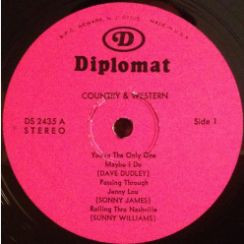 D
Diplomat
COUNTRY & WESTERN
DS 2435 A
STEREO
Side 1
You're The Only One
Maybe I Do
(DAVE DUDLEY)
Passing Through
Jenny Lou
(SONNY JAMES)
Rolling Thru Nashville
(SUNNY WILLIAMS)